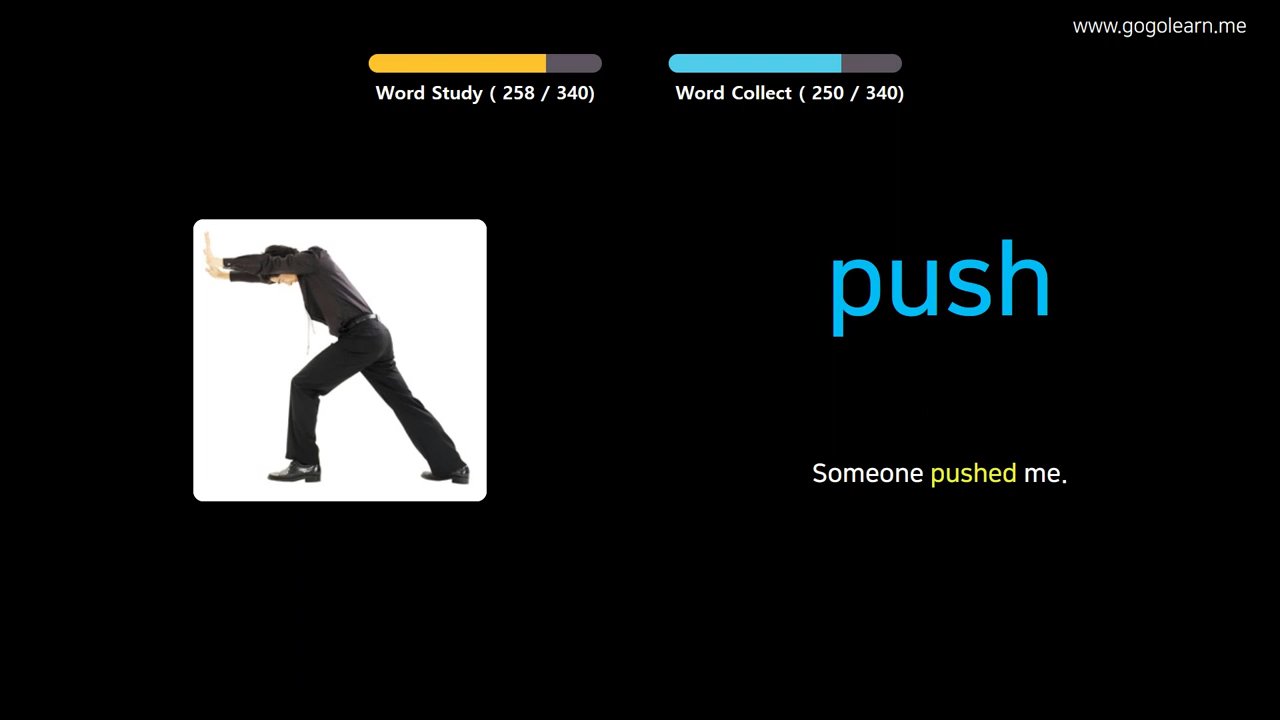 www.gogolearn.me
Word Study ( 258 / 340)
Word Collect ( 250 / 340)
push
Someone pushed me.